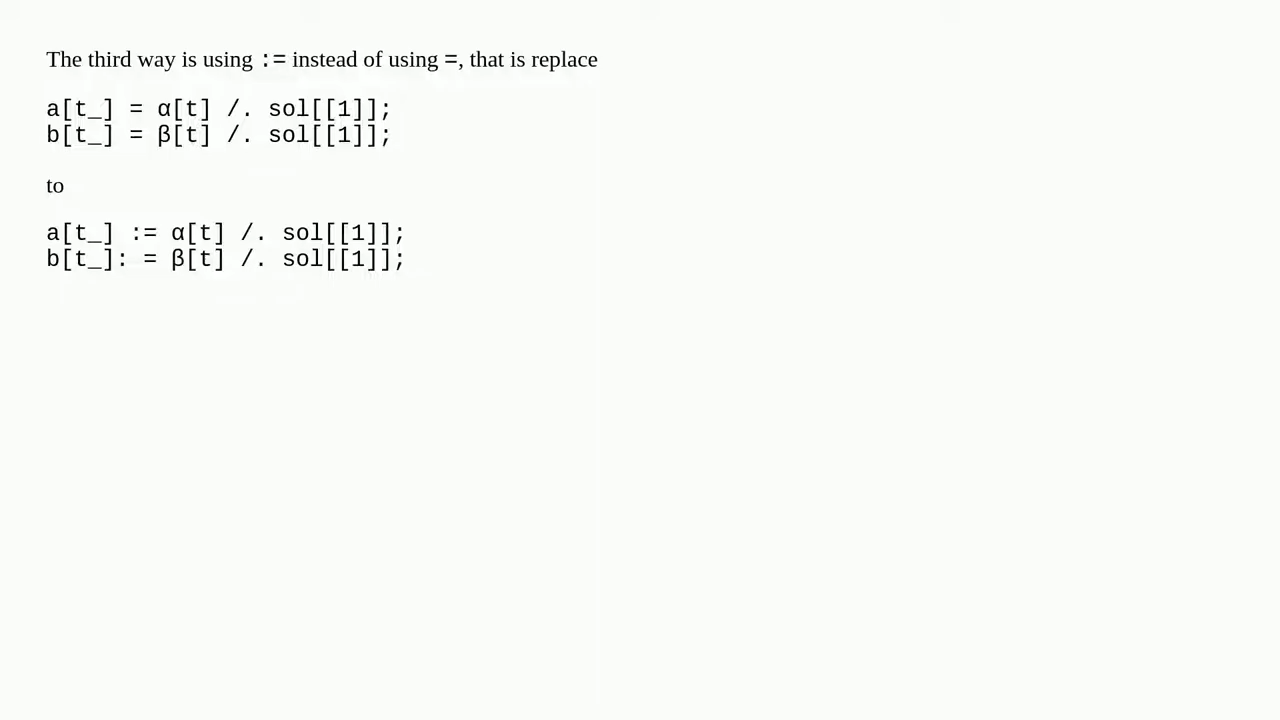 The third way is using := instead of using =, that is replace
a[t_] = α[t] /. sol[[1]];
b[t_] = β[t] /. sol[[1]];
to
a[t_] := α[t] /. sol[[1]];
b[t_]: = β[t] /. sol[[1]];